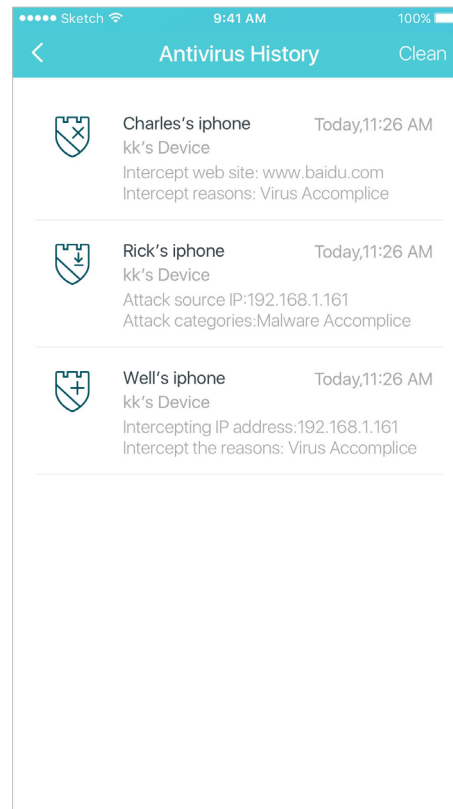 Sketch 9:41 AM 100%
Antivirus History Clean
Charles's iphone Today,11:26 AM
kk's Device
Intercept web site: www.baidu.com
Intercept reasons: Virus Accomplice
Rick's iphone Today,11:26 AM
kk's Device
Attack source IP:192.168.1.161
Attack categories:Malware Accomplice
Well's iphone Today,11:26 AM
kk's Device
Intercepting IP address:192.168.1.161
Intercept the reasons: Virus Accomplice